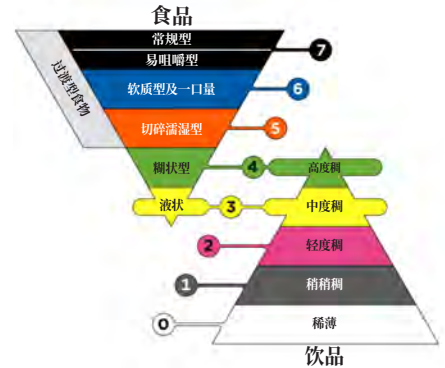 食品
常规型
7
易咀嚼型
过渡型食物
软质型及一口量
6
切碎濡湿型
5
糊状型
4
高度稠
液状
3
中度稠
2
轻度稠
1
稍稍稠
0
稀薄
饮品